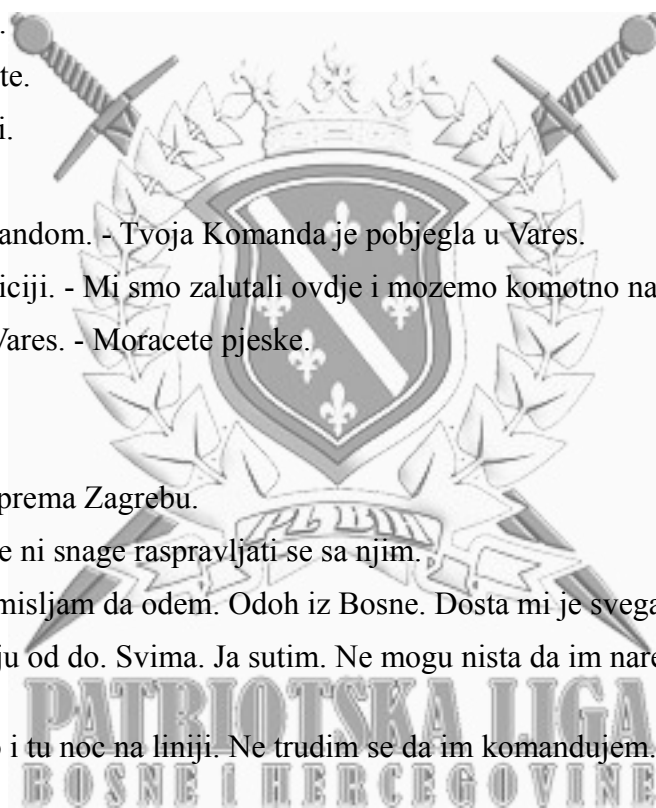 .
te.
i.
andom. - Tvoja Komanda je pobjegla u Vares.
iciji. - Mi smo zalutali ovdje i mozemo komotno na
Vares. - Moracete pjeske.
prema Zagrebu.
PL BIH
e ni snage raspravljati se sa njim.
misljam da odem. Odoh iz Bosne. Dosta mi je svega
ju od do. Svima. Ja sutim. Ne mogu nista da im nare
PATRIOTSKA LIGA
o i tu noc na liniji. Ne trudim se da im komandujem.
BOSNE I HERCEGOVINE